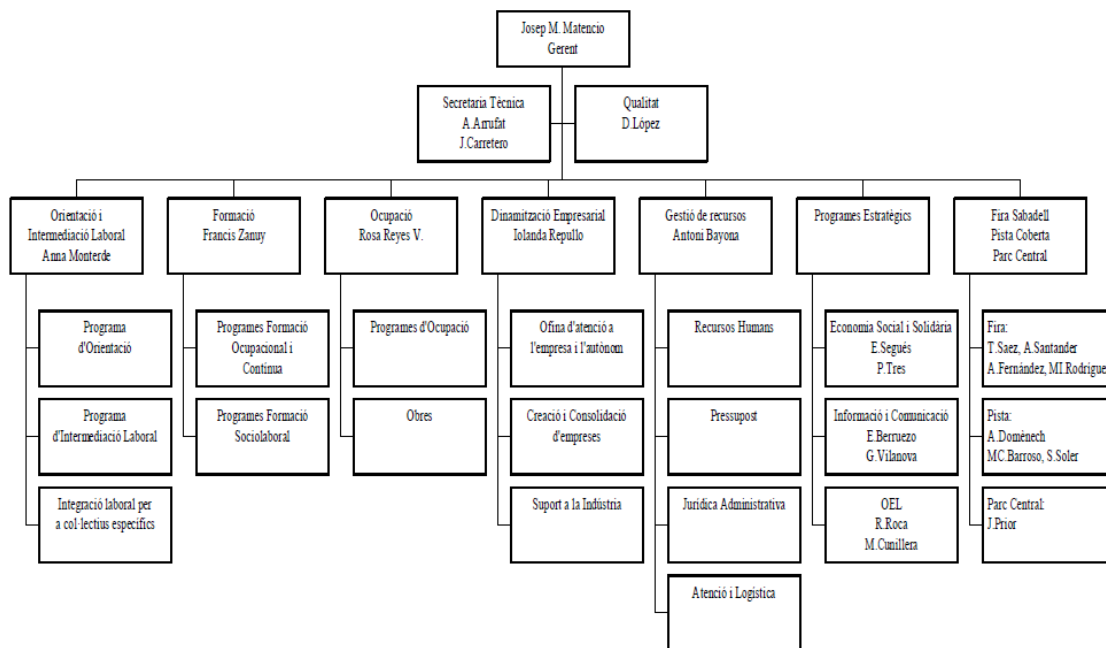 Josep M. Matencio
Gerent
Secretaria Tècnica
A.Arrufat
J.Carretero
Qualitat
D.López
Orientació i
Intermediació Laboral
Anna Monterde
Formació
Francis Zanuy
Ocupació
Rosa Reyes V.
Dinamització Empresarial
Iolanda Repullo
Gestió de recursos
Antoni Bayona
Programes Estratègics
Fira Sabadell
Pista Coberta
Parc Central
Programa
d'Orientació
Programa
d'Intermediació Laboral
Integració laboral per
a col·lectius específics
Programes Formació
Ocupacional i
Contínua
Programes Formació
Sociolaboral
Programes d'Ocupació
Obres
Ofina d'atenció a
l'empresa i l'autònom
Creació i Consolidació
d'empreses
Suport a la Indústria
Recursos Humans
Pressupost
Jurídica Administrativa
Atenció i Logística
Economia Social i Solidària
E.Segués
P.Tres
Informació i Comunicació
E.Berruezo
G.Vilanova
OEL
R.Roca
M.Cunillera
Fira:
T.Saez, A.Santander
A.Fernández, MI.Rodrígue
Pista:
A.Domènech
MC.Barroso, S.Soler
Parc Central:
J.Prior